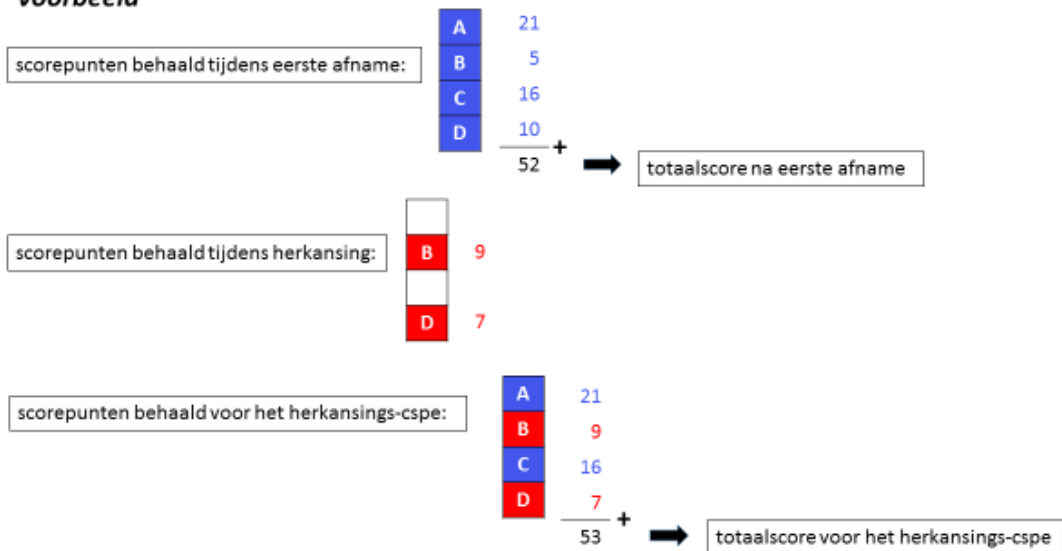 voorbeeld
scorepunten behaald tijdens eerste afname:
A 21
B 5
C 16
D 10
+
52
totaalscore na eerste afname
scorepunten behaald tijdens herkansing:
B 9
D 7
scorepunten behaald voor het herkansings-cspe:
A 21
B 9
C 16
D 7
+
53
totaalscore voor het herkansings-cspe